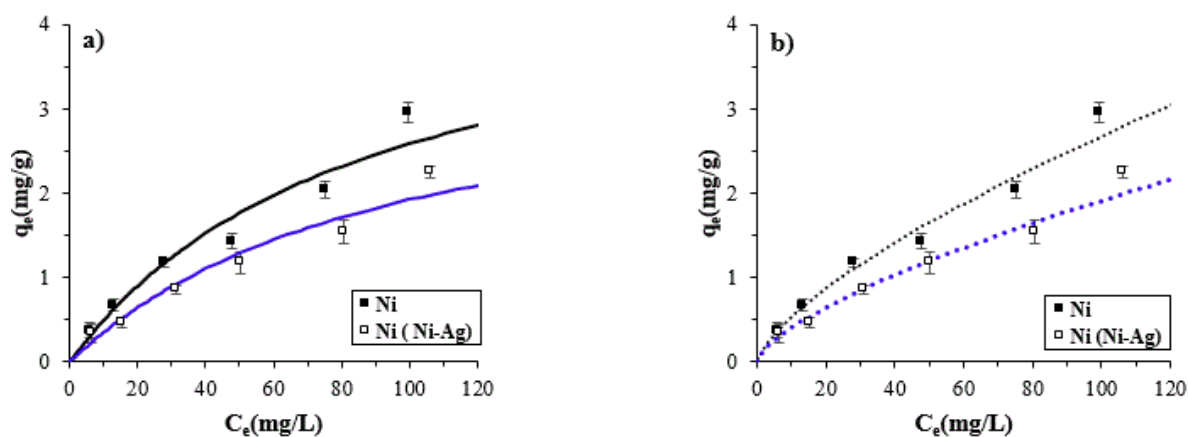 a)
4
3
2
1
0
qe(mg/g)
0 20 40 60 80 100 120
Ce(mg/L)
Ni
Ni ( Ni-Ag)
b)
4
3
2
1
0
qe(mg/g)
0 20 40 60 80 100 120
Ce(mg/L)
Ni
Ni (Ni-Ag)